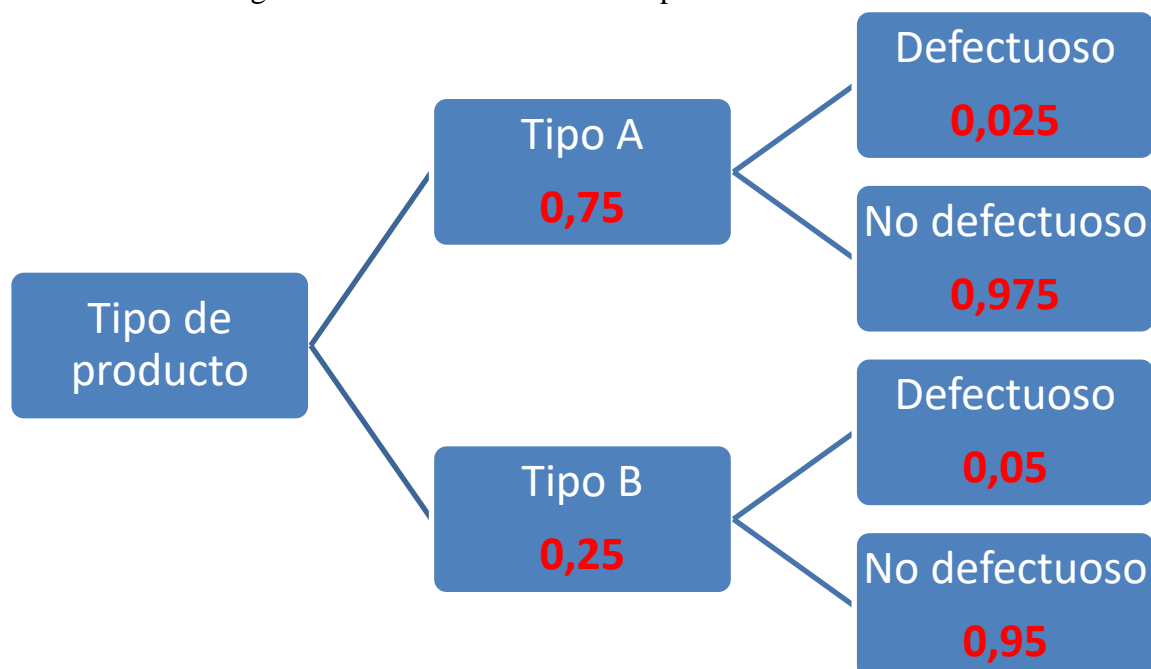 Defectuoso
0,025
Tipo A
0,75
No defectuoso
0,975
Tipo de
producto
Defectuoso
0,05
Tipo B
0,25
No defectuoso
0,95